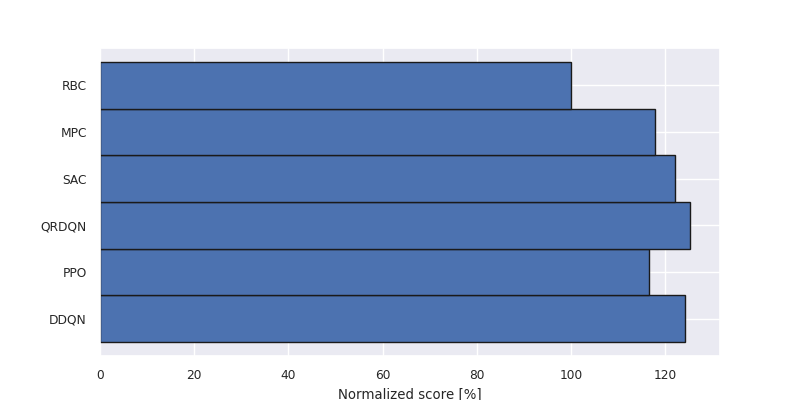 RBC
MPC
SAC
QRDQN
PPO
DDQN
0 20 40 60 80 100 120
Normalized score [%]